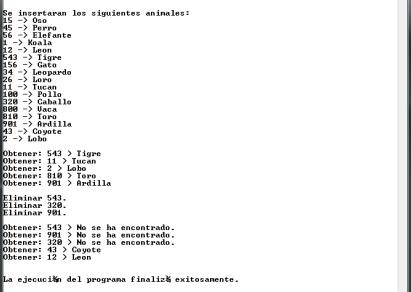 Se insertaran los siguientes animales:
15 -> Oso
45 -> Perro
56 -> Elefante
1 -> Koala
12 -> Leon
543 -> Tigre
156 -> Gato
34 -> Leopardo
26 -> Loro
11 -> Tucan
100 -> Pollo
320 -> Caballo
800 -> Vaca
810 -> Toro
901 -> Ardilla
43 -> Coyote
2 -> Lobo
Obtener: 543 > Tigre
Obtener: 11 > Tucan
Obtener: 2 > Lobo
Obtener: 810 > Toro
Obtener: 901 > Ardilla
Eliminar 543.
Eliminar 320.
Eliminar 901.
Obtener: 543 > No se ha encontrado.
Obtener: 901 > No se ha encontrado.
Obtener: 320 > No se ha encontrado.
Obtener: 43 > Coyote
Obtener: 12 > Leon
La ejecuci¾n del programa finaliz¾ exitosamente.